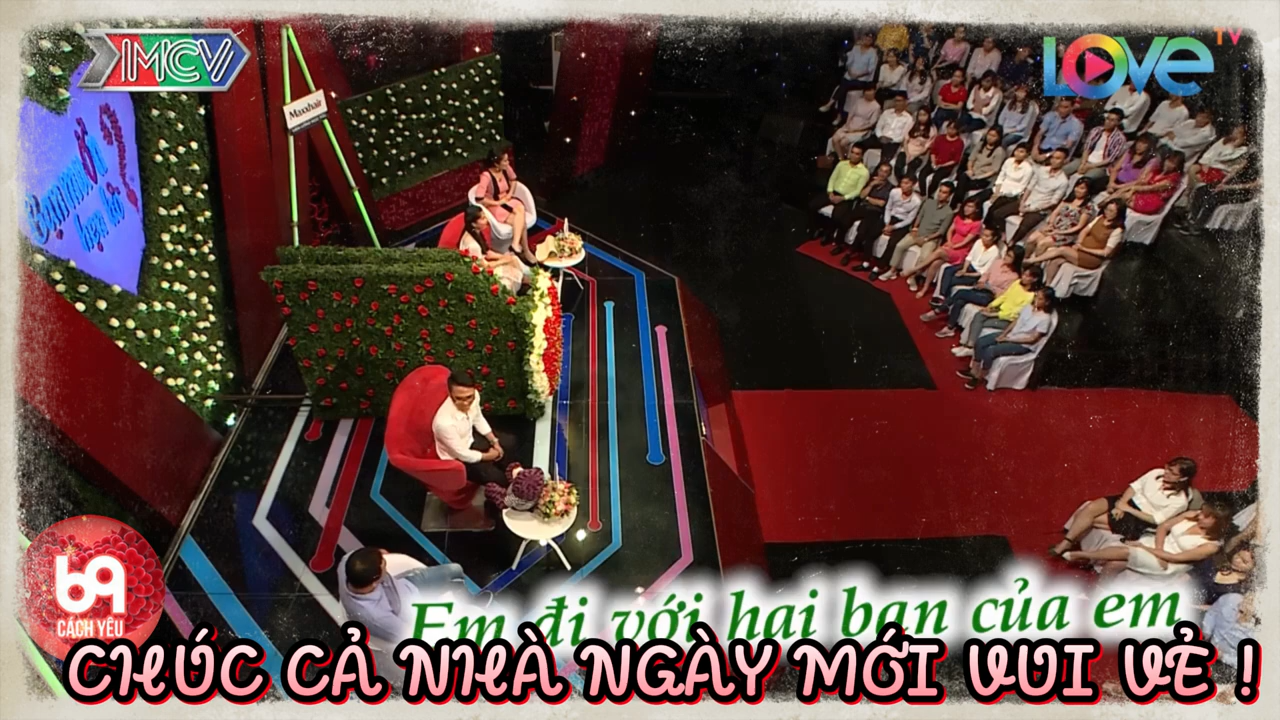 MCV
LOVE TV
Maxxhair
Bạn muốn
hẹn hò
69
CÁCH YÊU
Em đi với hai bạn của em
CHÚC CẢ NHÀ NGÀY MỚI VUI VẺ !